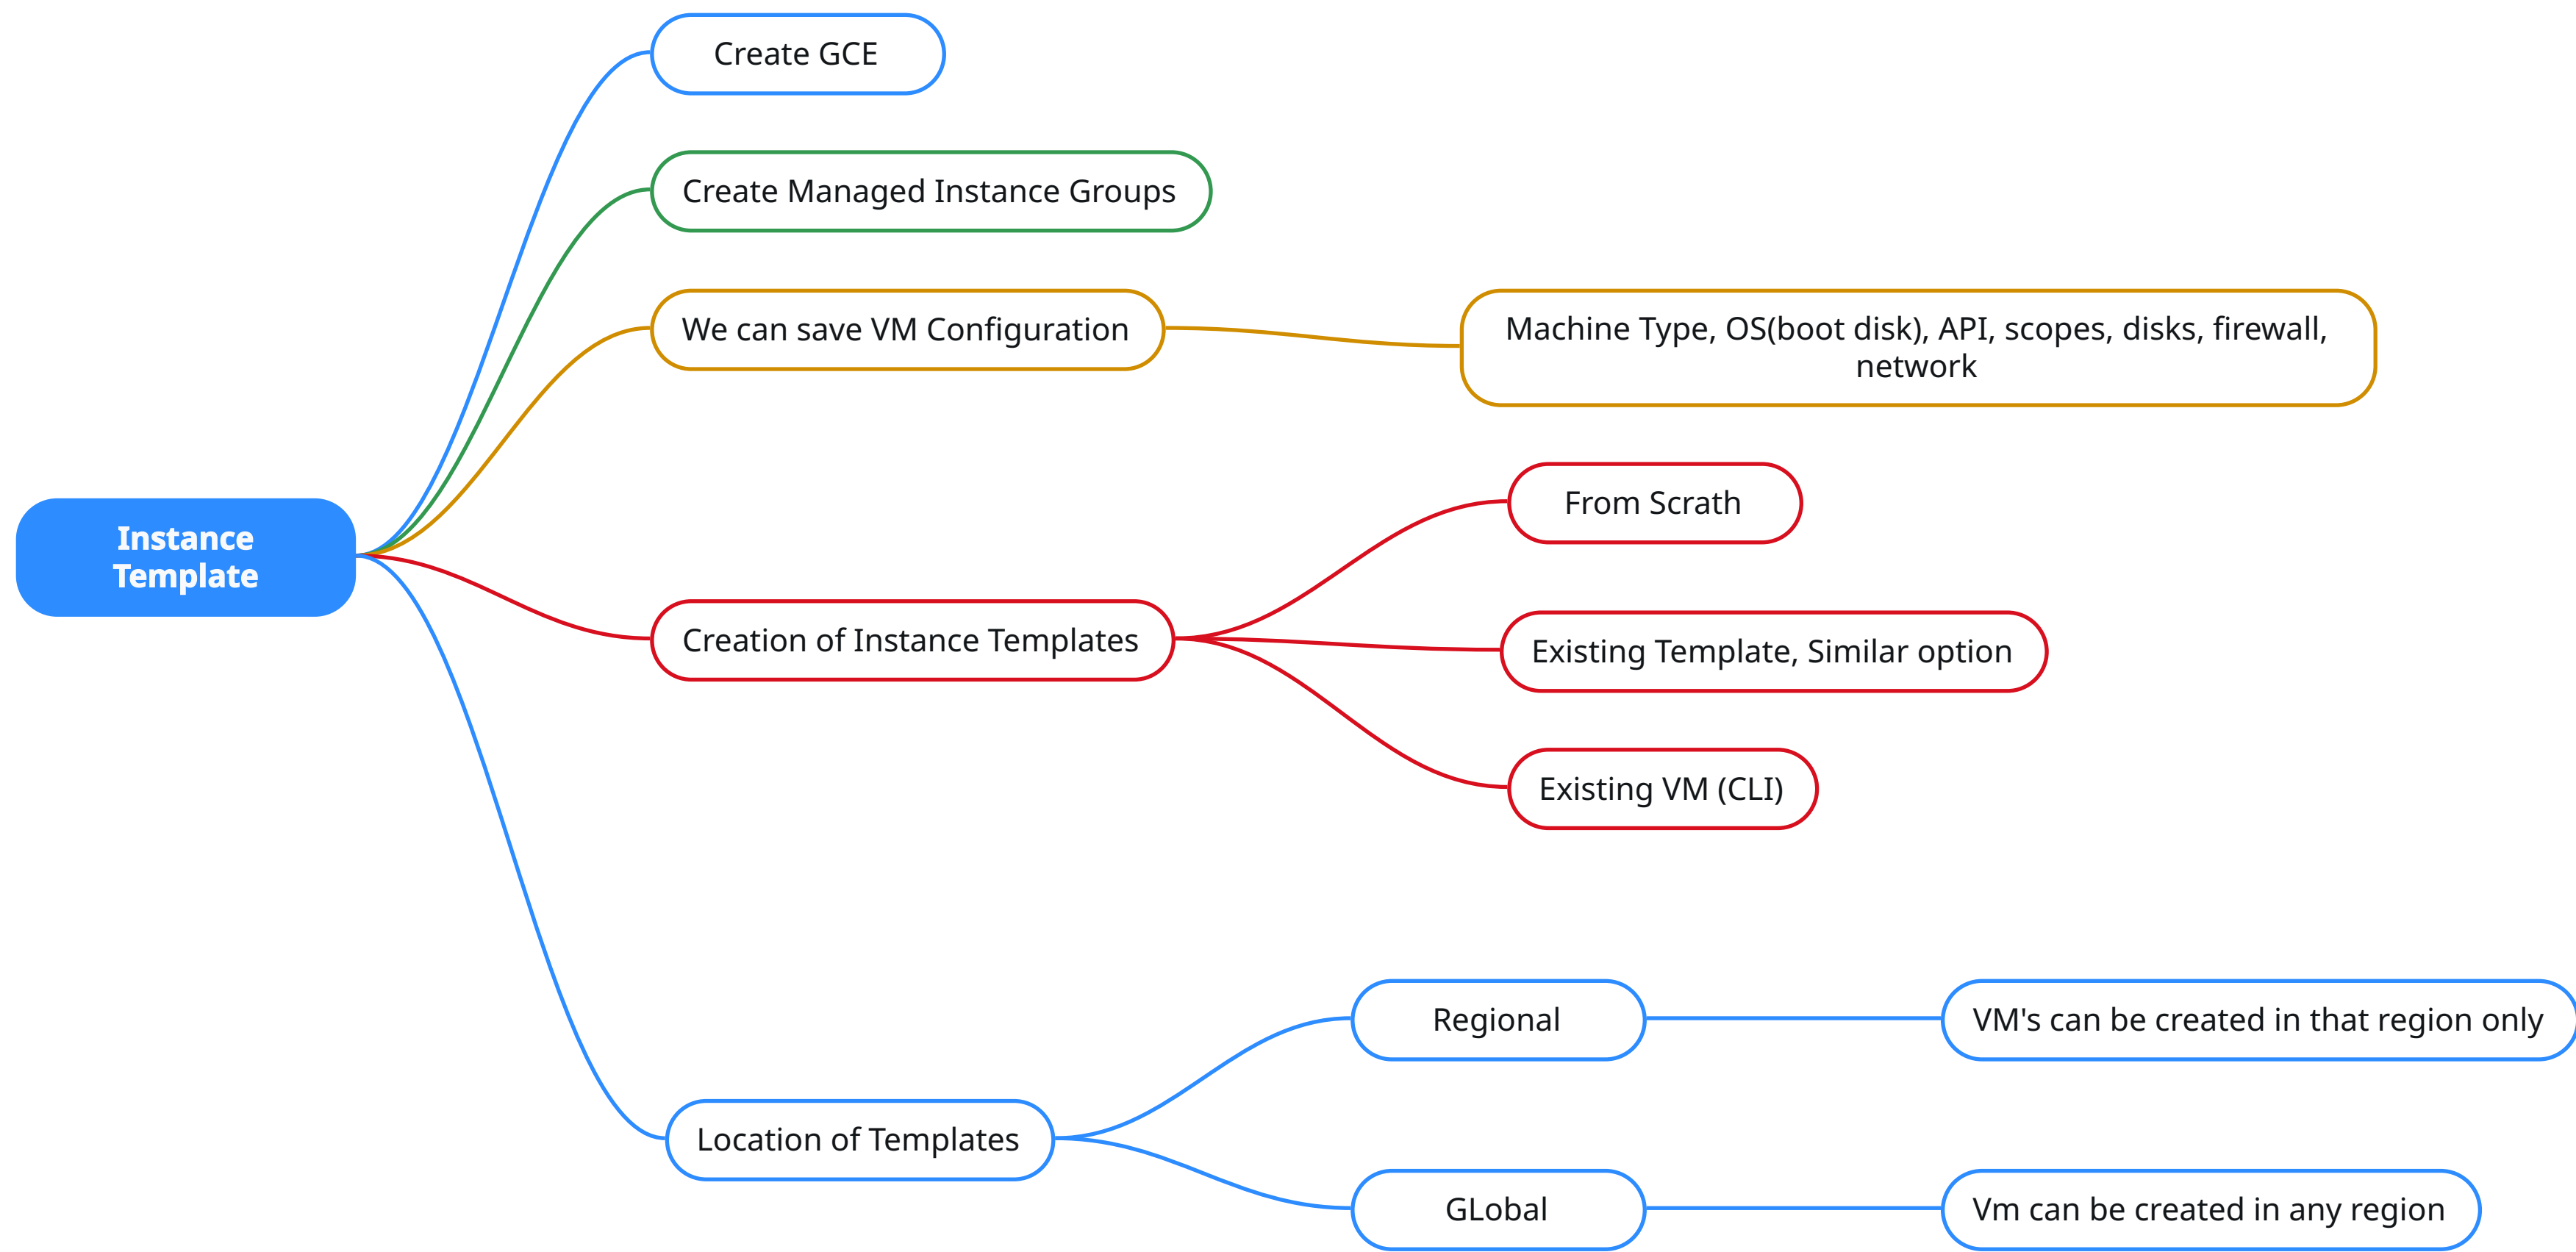 Create GCE
Create Managed Instance Groups
We can save VM Configuration
Machine Type, OS(boot disk), API, scopes, disks, firewall,
network
From Scrath
Instance
Template
Creation of Instance Templates
Existing Template, Similar option
Existing VM (CLI)
Regional
VM's can be created in that region only
Location of Templates
GLobal
Vm can be created in any region